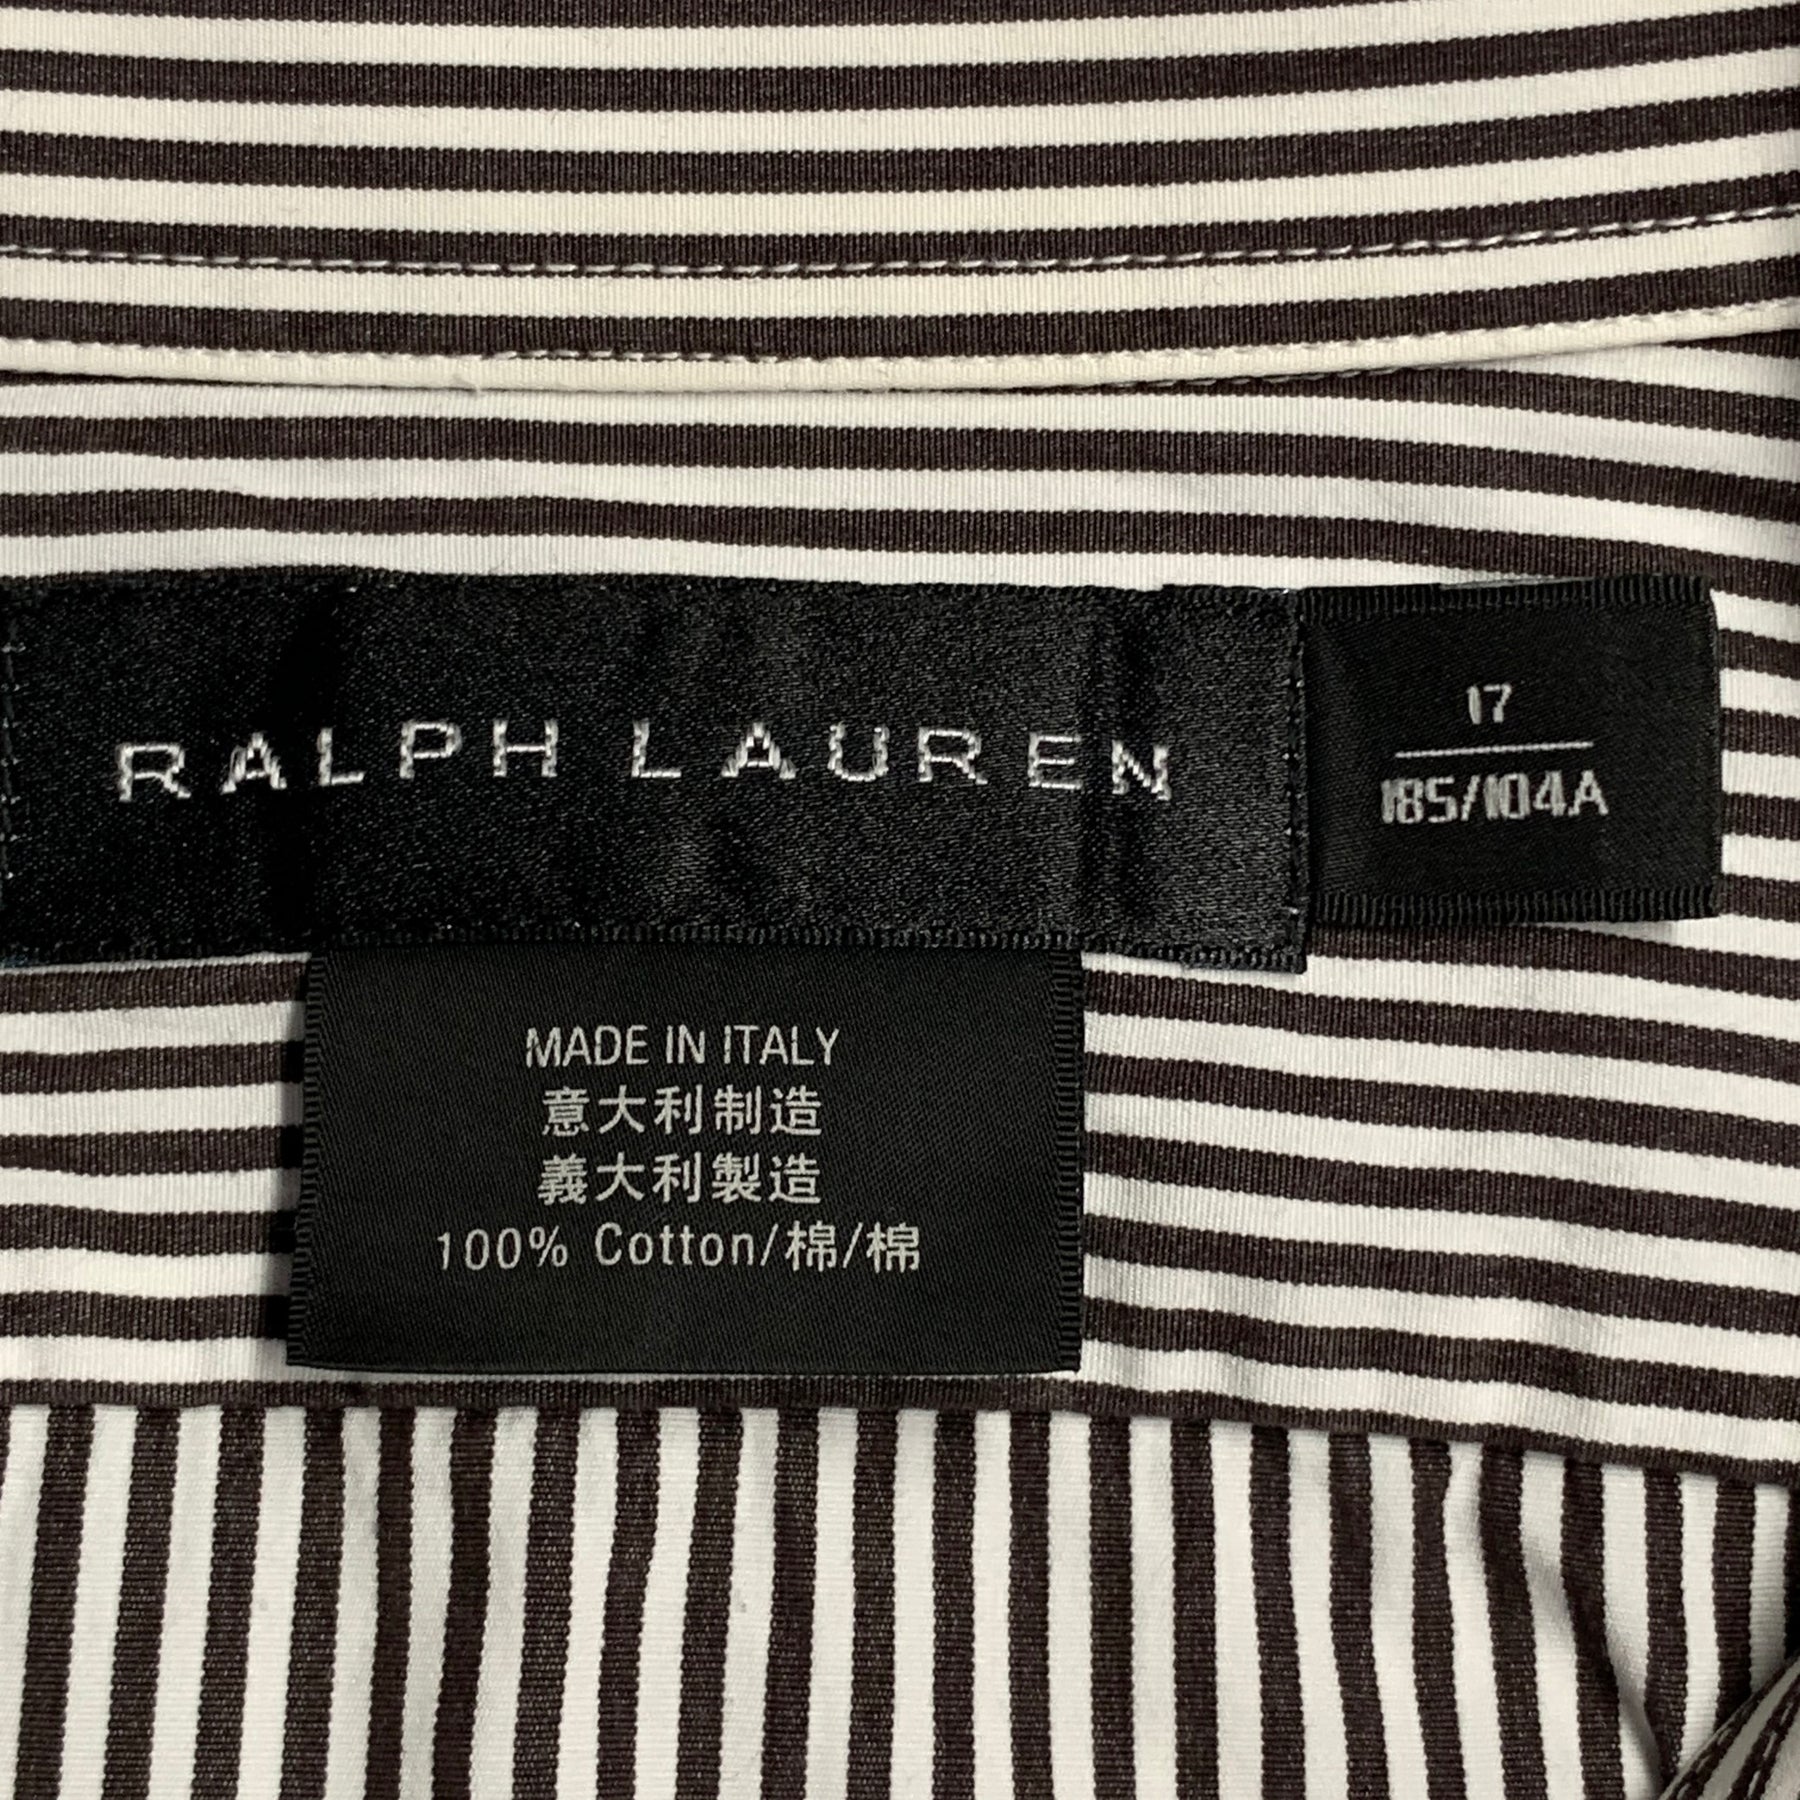 RALPH LAUREN
17
185/104A
MADE IN ITALY
意大利制造
義大利製造
100% Cotton/棉/棉